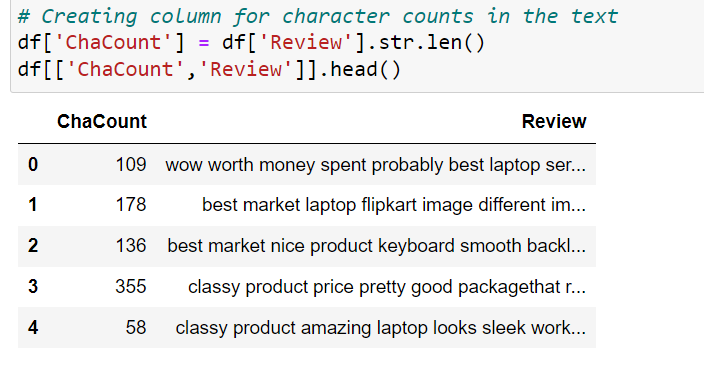 # Creating column for character counts in the text
df['ChaCount'] = df['Review'].str.len()
df[['ChaCount','Review']].head()
ChaCount Review
0 109 wow worth money spent probably best laptop ser...
1 178 best market laptop flipkart image different im...
2 136 best market nice product keyboard smooth backl...
3 355 classy product price pretty good packagethat r...
4 58 classy product amazing laptop looks sleek work...